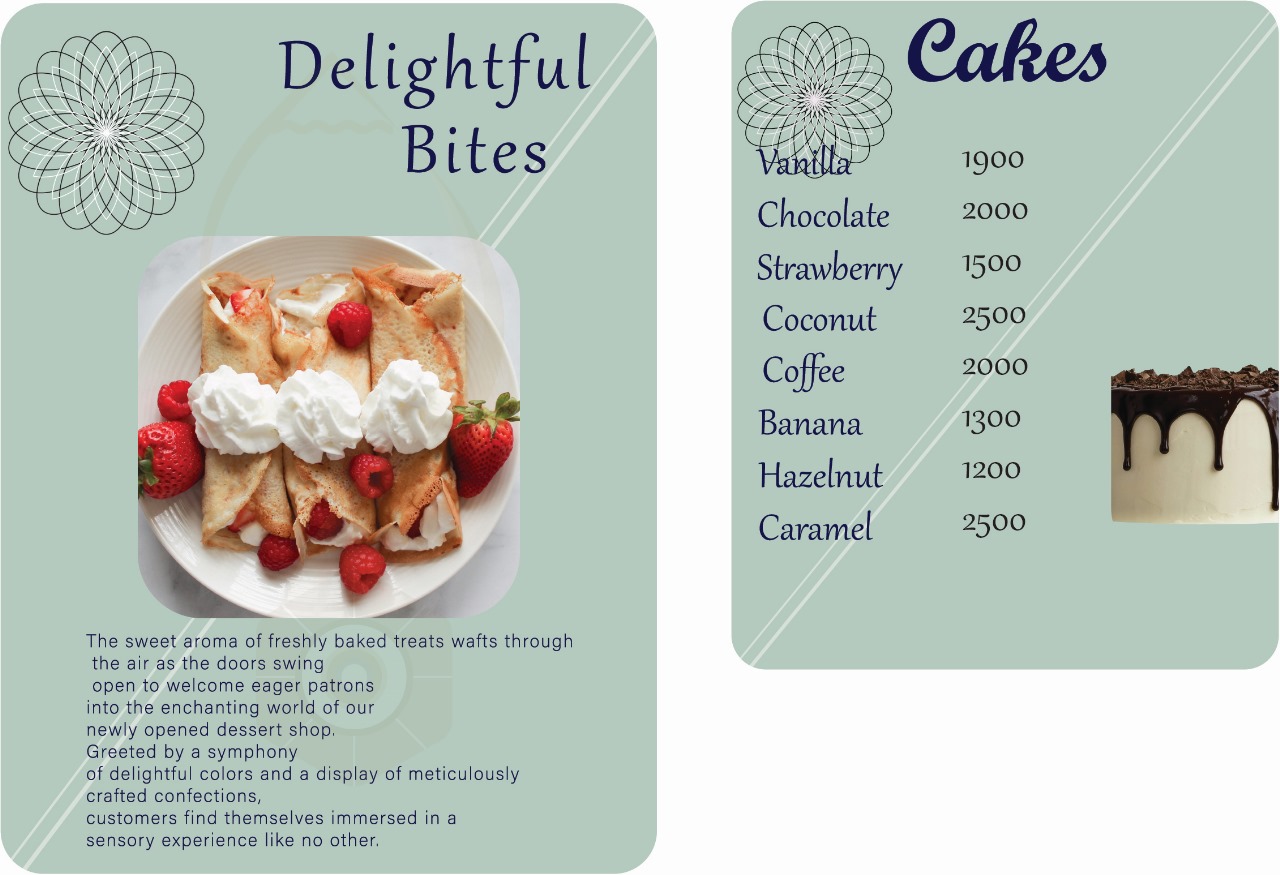 Delightful
Bites
The sweet aroma of freshly baked treats wafts through
the air as the doors swing
open to welcome eager patrons
into the enchanting world of our
newly opened dessert shop.
Greeted by a symphony
of delightful colors and a display of meticulously
crafted confections,
customers find themselves immersed in a
sensory experience like no other.
Cakes
Vanilla 1900
Chocolate 2000
Strawberry 1500
Coconut 2500
Coffee 2000
Banana 1300
Hazelnut 1200
Caramel 2500